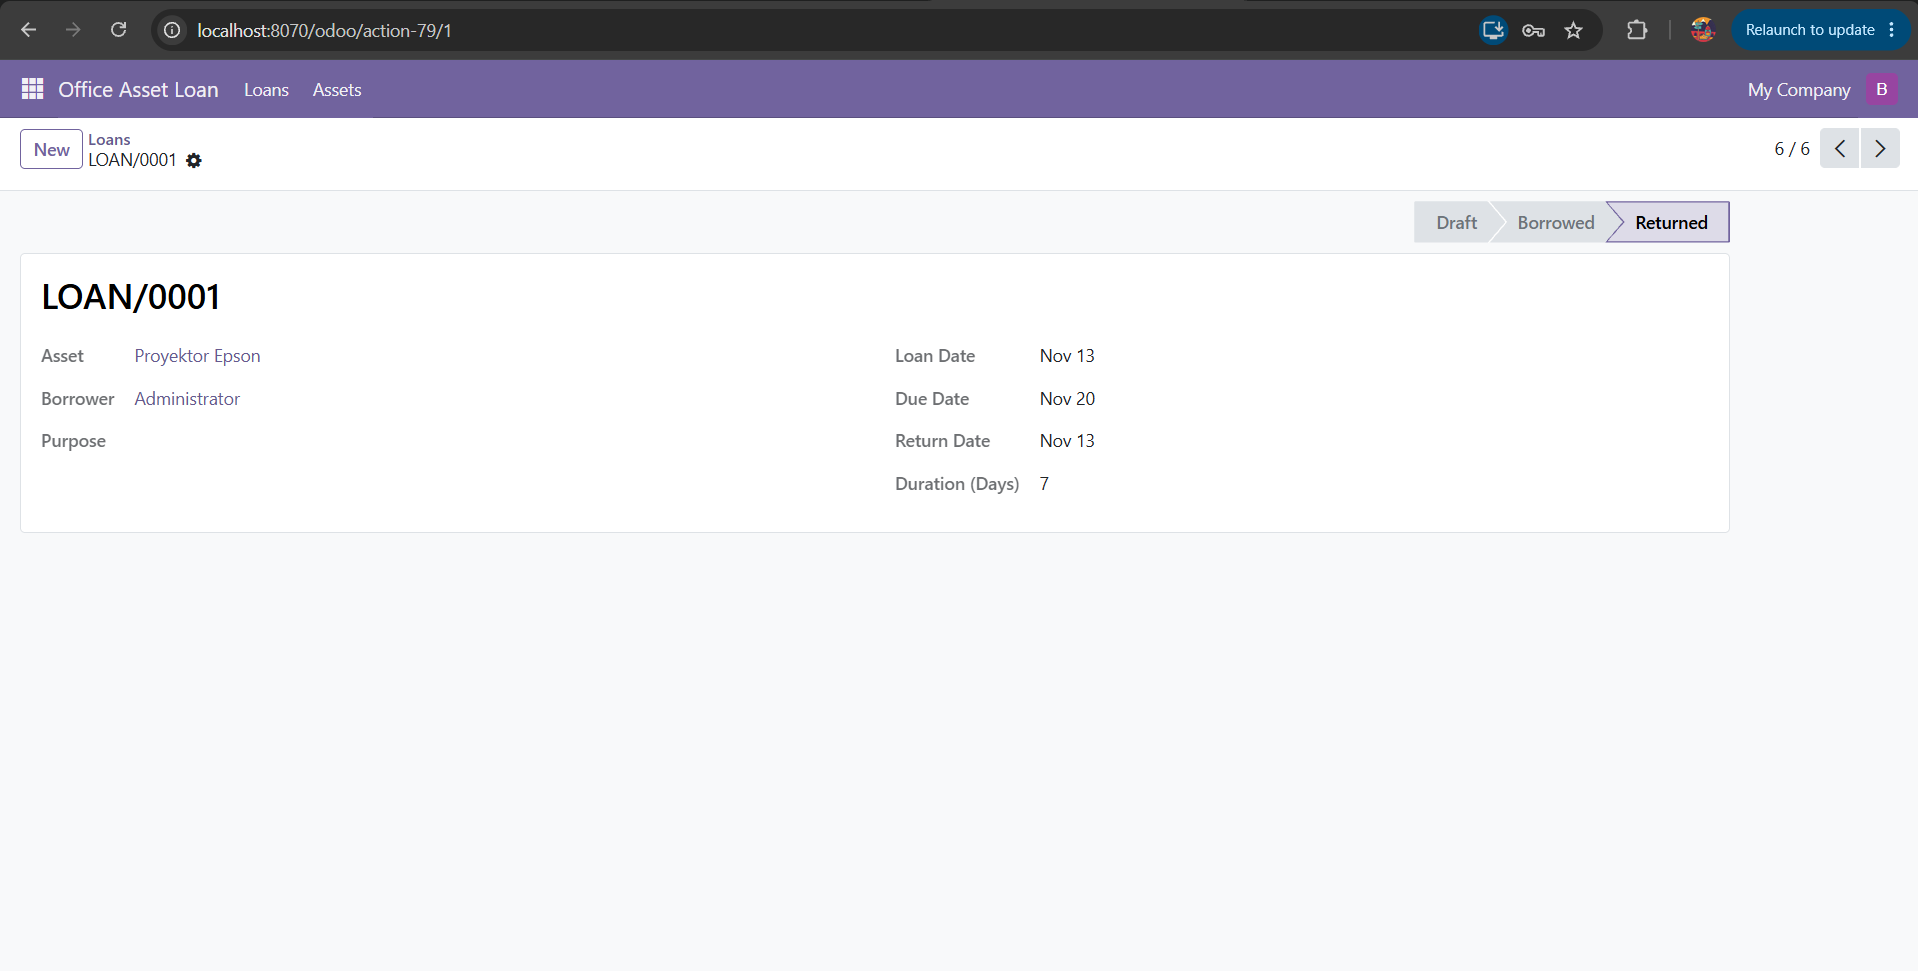 localhost:8070/odoo/action-79/1
Relaunch to update
Office Asset Loan Loans Assets
My Company B
New
Loans
LOAN/0001
6 / 6
Draft Borrowed Returned
LOAN/0001
Asset Proyektor Epson
Loan Date Nov 13
Borrower Administrator
Due Date Nov 20
Purpose
Return Date Nov 13
Duration (Days) 7